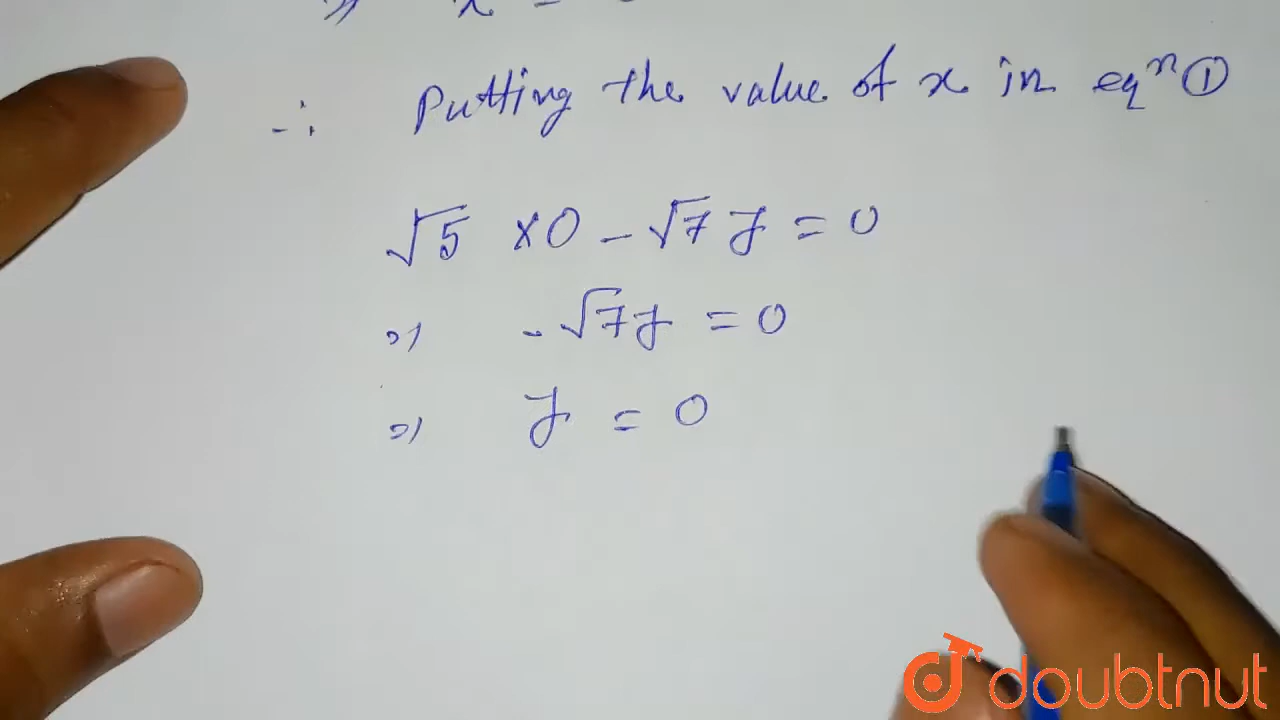 x =
∴ Putting the value of x in eqⁿ ①
√5 ×0 - √7 y = 0
⇒ -√7y = 0
⇒ y = 0
doubtnut